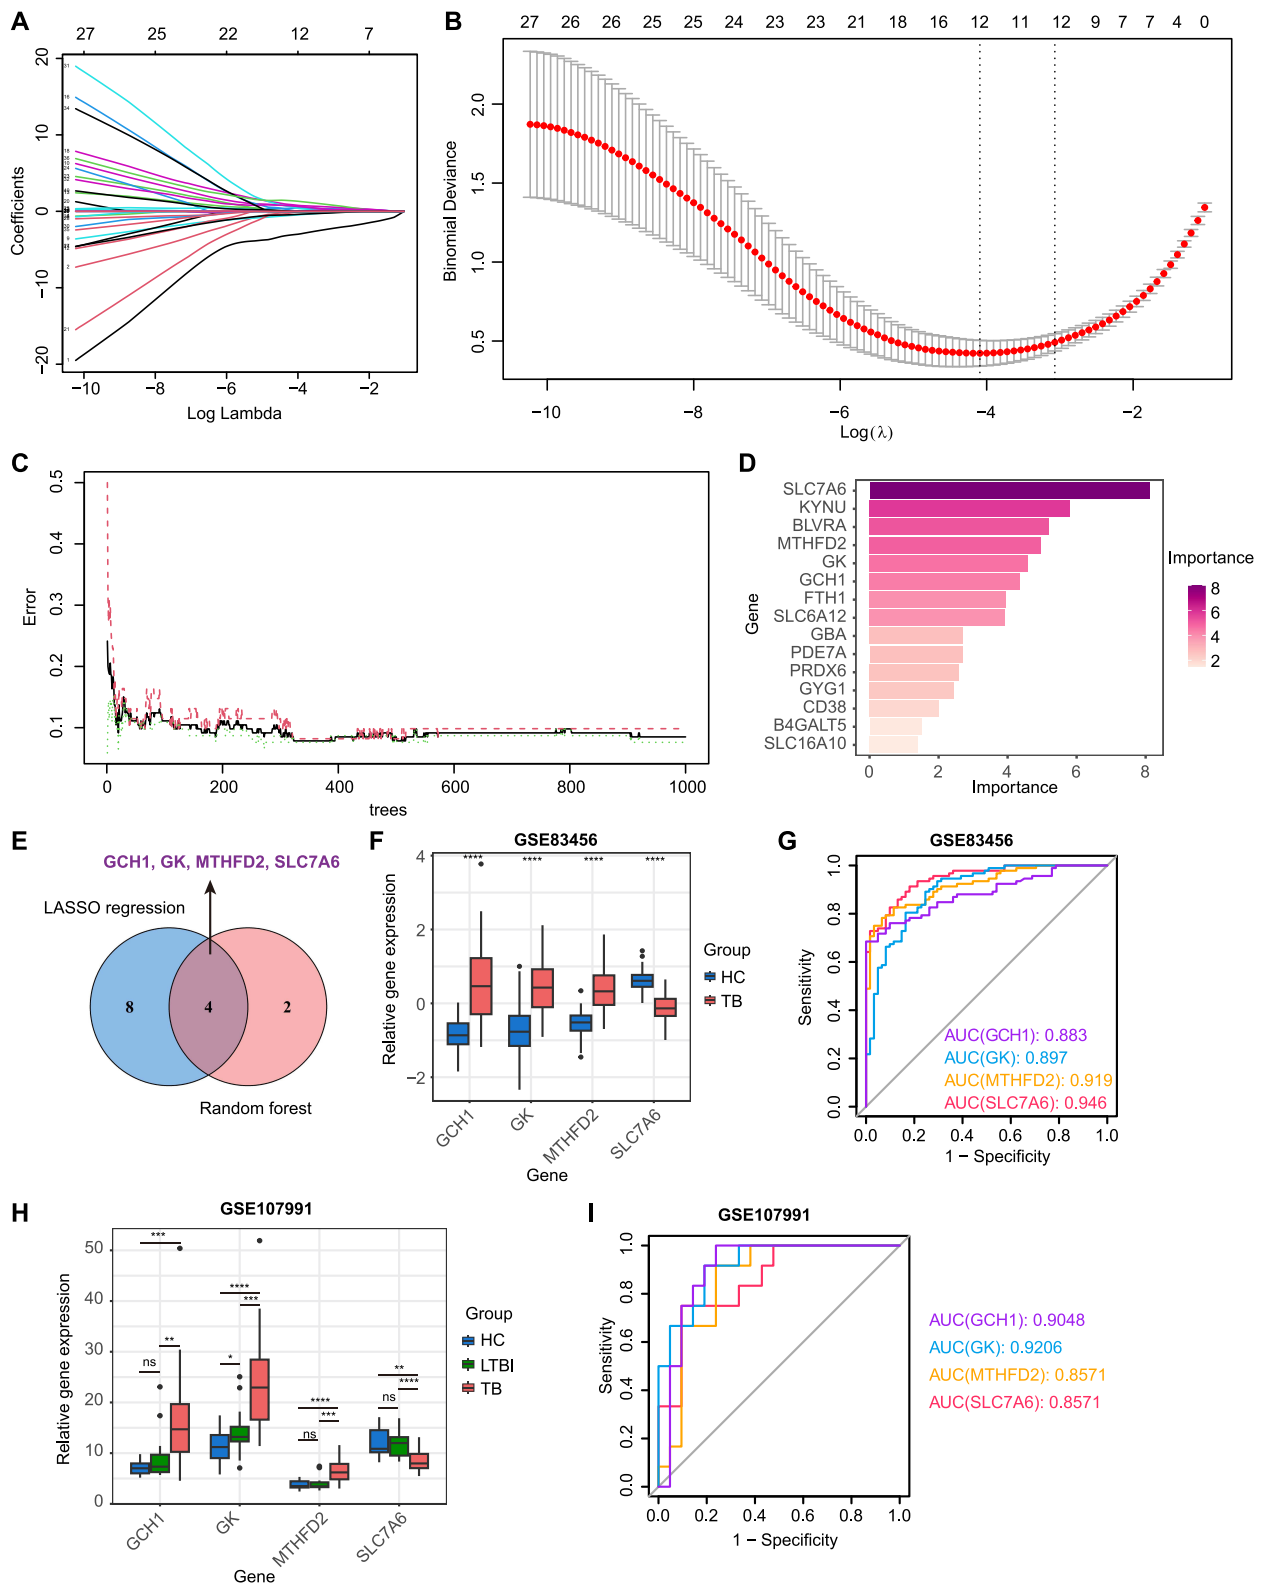 A
27 25 22 12 7
20
10
0
−10
−20
Coefficients
−10 −8 −6 −4 −2
Log Lambda
B
27 26 26 25 25 24 23 23 21 18 16 12 11 12 9 7 7 4 0
2.0
1.5
1.0
0.5
Binomial Deviance
−10 −8 −6 −4 −2
Log(λ)
C
0.5
0.4
0.3
0.2
0.1
Error
0 200 400 600 800 1000
trees
D
SLC7A6
KYNU
BLVRA
MTHFD2
GK
GCH1
FTH1
SLC6A12
GBA
PDE7A
PRDX6
GYG1
CD38
B4GALT5
SLC16A10
Gene
0 2 4 6 8
Importance
Importance
8
6
4
2
E
GCH1, GK, MTHFD2, SLC7A6
LASSO regression
8 4 2
Random forest
F
GSE83456
4
2
0
−2
Relative gene expression
**** **** **** ****
GCH1 GK MTHFD2 SLC7A6
Gene
Group
HC
TB
G
GSE83456
1.0
0.8
0.6
0.4
0.2
0.0
Sensitivity
AUC(GCH1): 0.883
AUC(GK): 0.897
AUC(MTHFD2): 0.919
AUC(SLC7A6): 0.946
0.0 0.2 0.4 0.6 0.8 1.0
1 − Specificity
H
GSE107991
50
40
30
20
10
0
Relative gene expression
***
**
ns
****
***
*
****
***
ns
**
****
ns
GCH1 GK MTHFD2 SLC7A6
Gene
Group
HC
LTBI
TB
I
GSE107991
1.0
0.8
0.6
0.4
0.2
0.0
Sensitivity
0.0 0.2 0.4 0.6 0.8 1.0
1 − Specificity
AUC(GCH1): 0.9048
AUC(GK): 0.9206
AUC(MTHFD2): 0.8571
AUC(SLC7A6): 0.8571